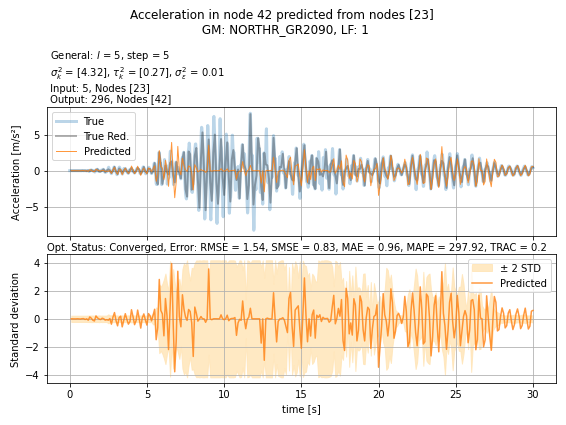 Acceleration in node 42 predicted from nodes [23]
GM: NORTHR_GR2090, LF: 1
General: l = 5, step = 5
σ²ₖ = [4.32], τ²ₖ = [0.27], σ²ε = 0.01
Input: 5, Nodes [23]
Output: 296, Nodes [42]
True
True Red.
Predicted
Acceleration [m/s²]
5
0
−5
Opt. Status: Converged, Error: RMSE = 1.54, SMSE = 0.83, MAE = 0.96, MAPE = 297.92, TRAC = 0.2
± 2 STD
Predicted
Standard deviation
4
2
0
−2
−4
0 5 10 15 20 25 30
time [s]